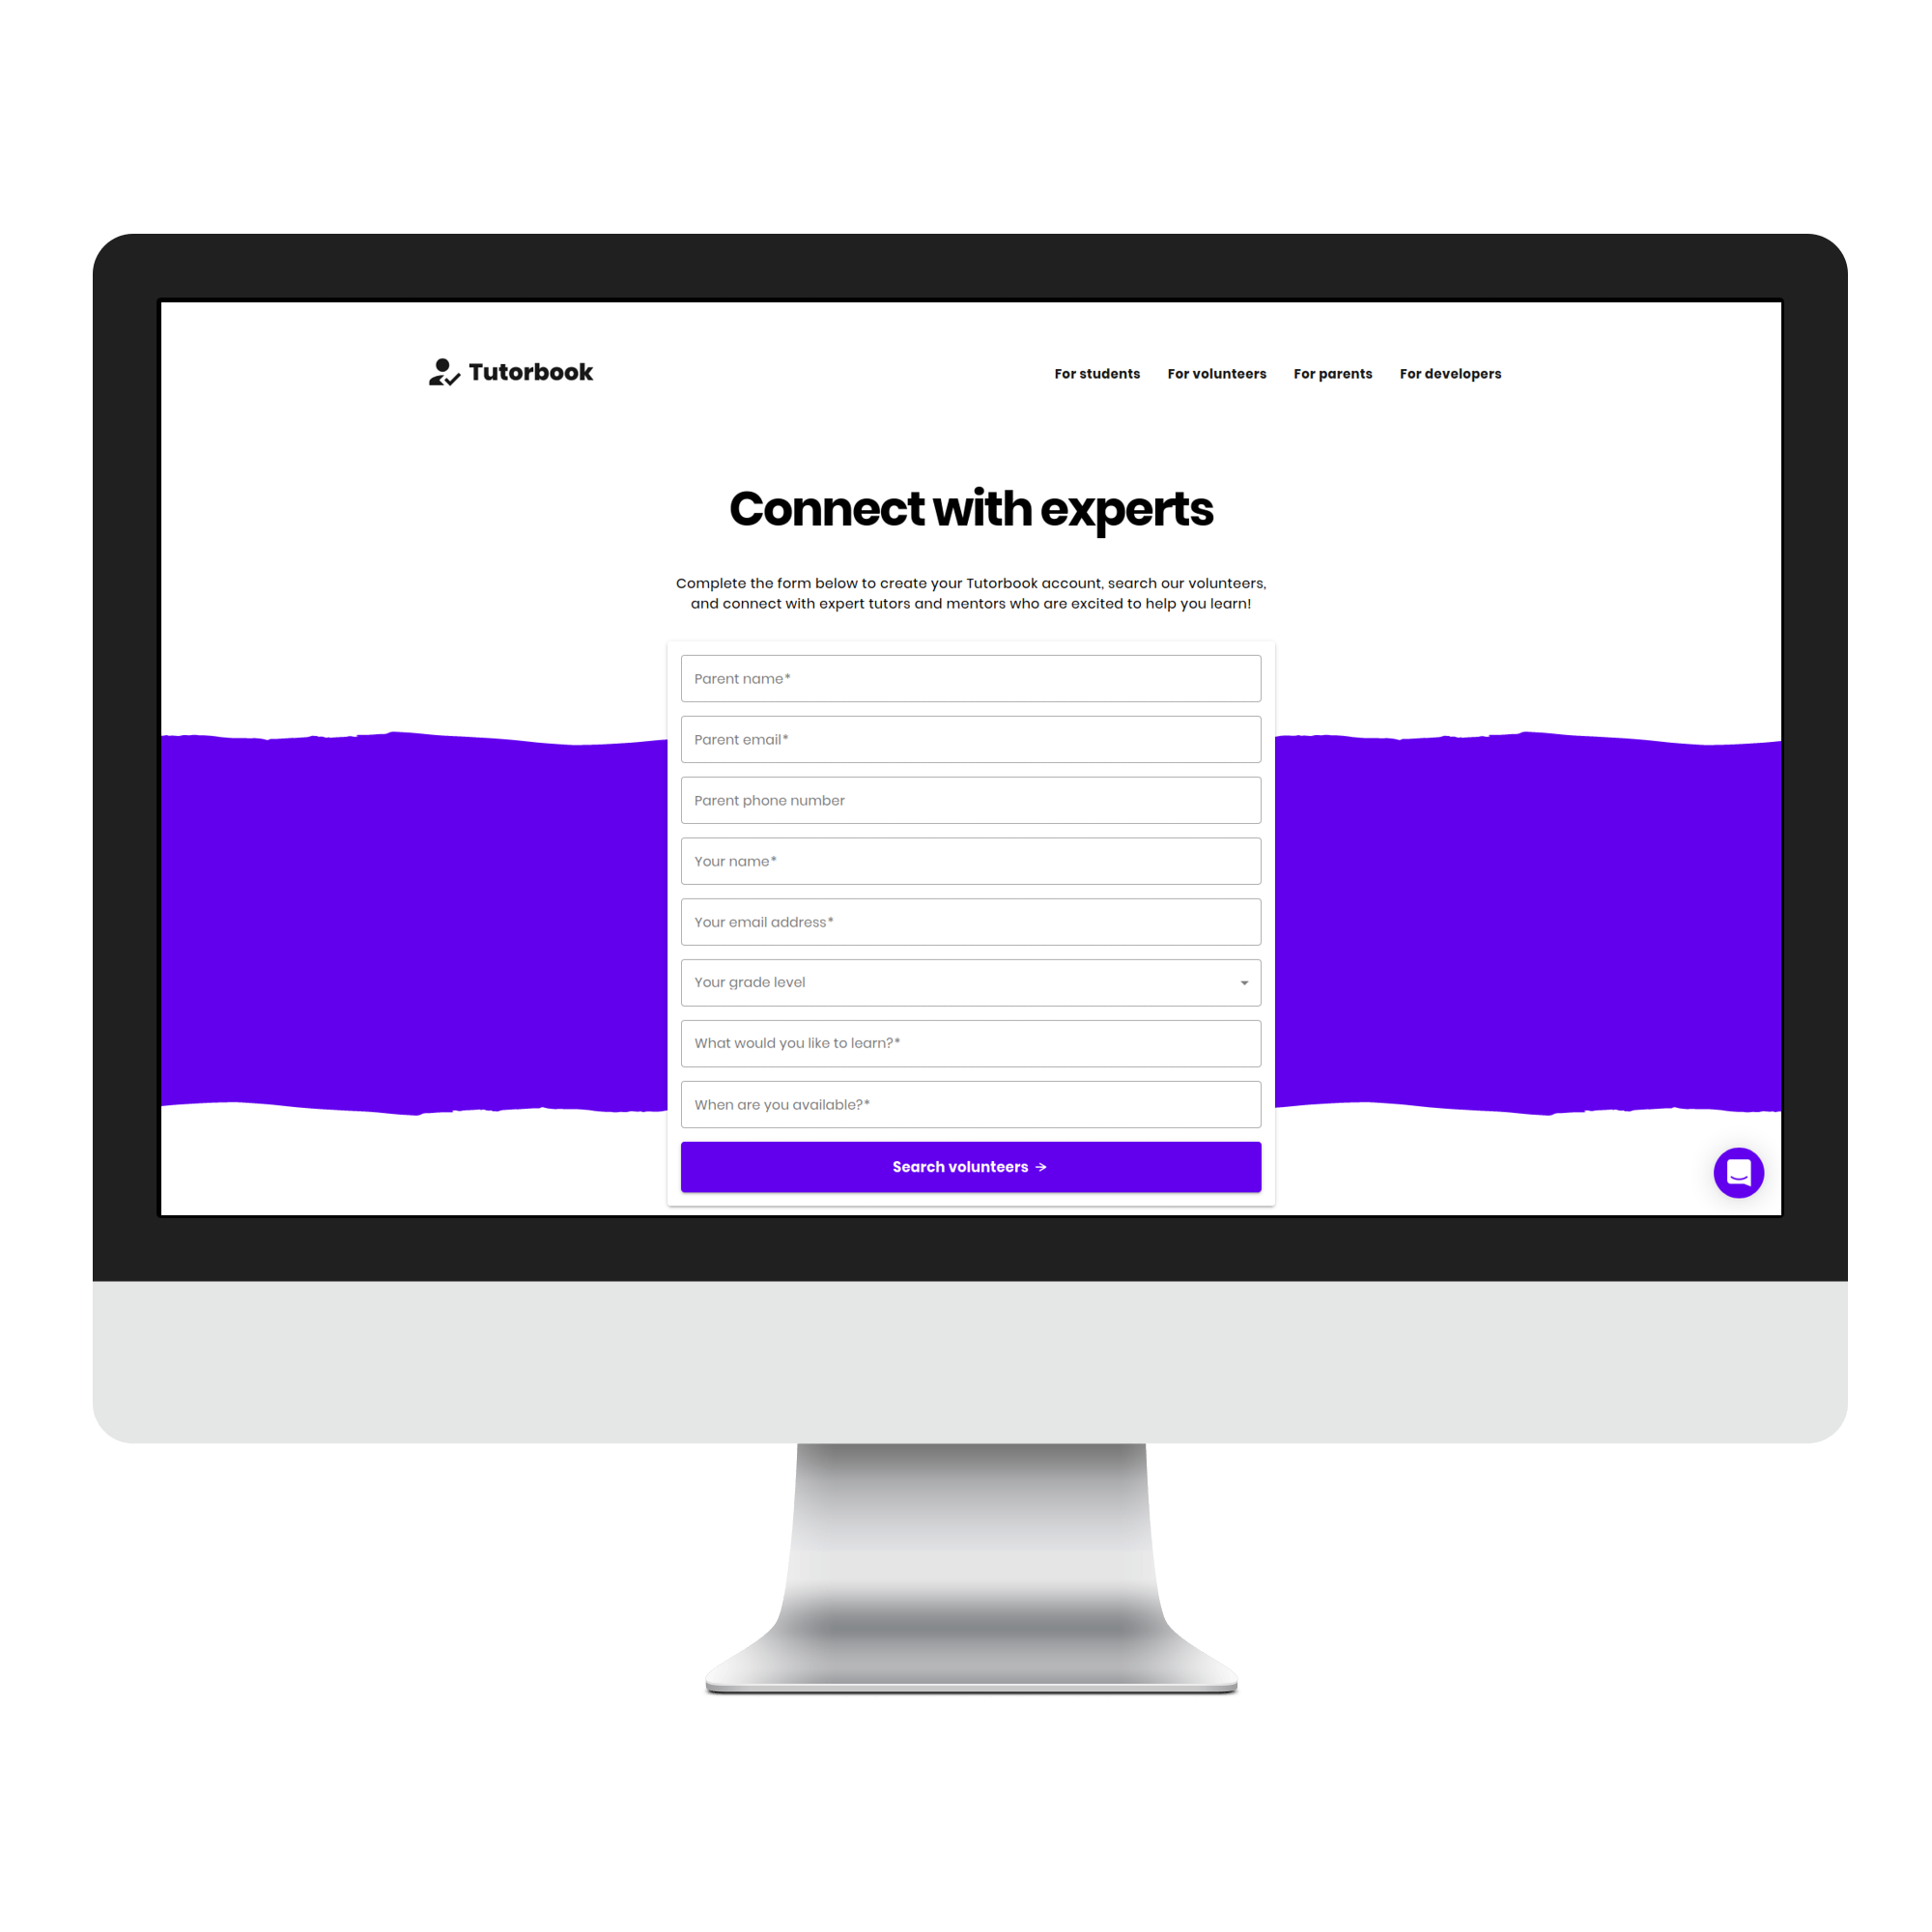 Tutorbook
For students For volunteers For parents For developers
Connect with experts
Complete the form below to create your Tutorbook account, search our volunteers,
and connect with expert tutors and mentors who are excited to help you learn!
Parent name*
Parent email*
Parent phone number
Your name*
Your email address*
Your grade level
What would you like to learn?*
When are you available?*
Search volunteers →